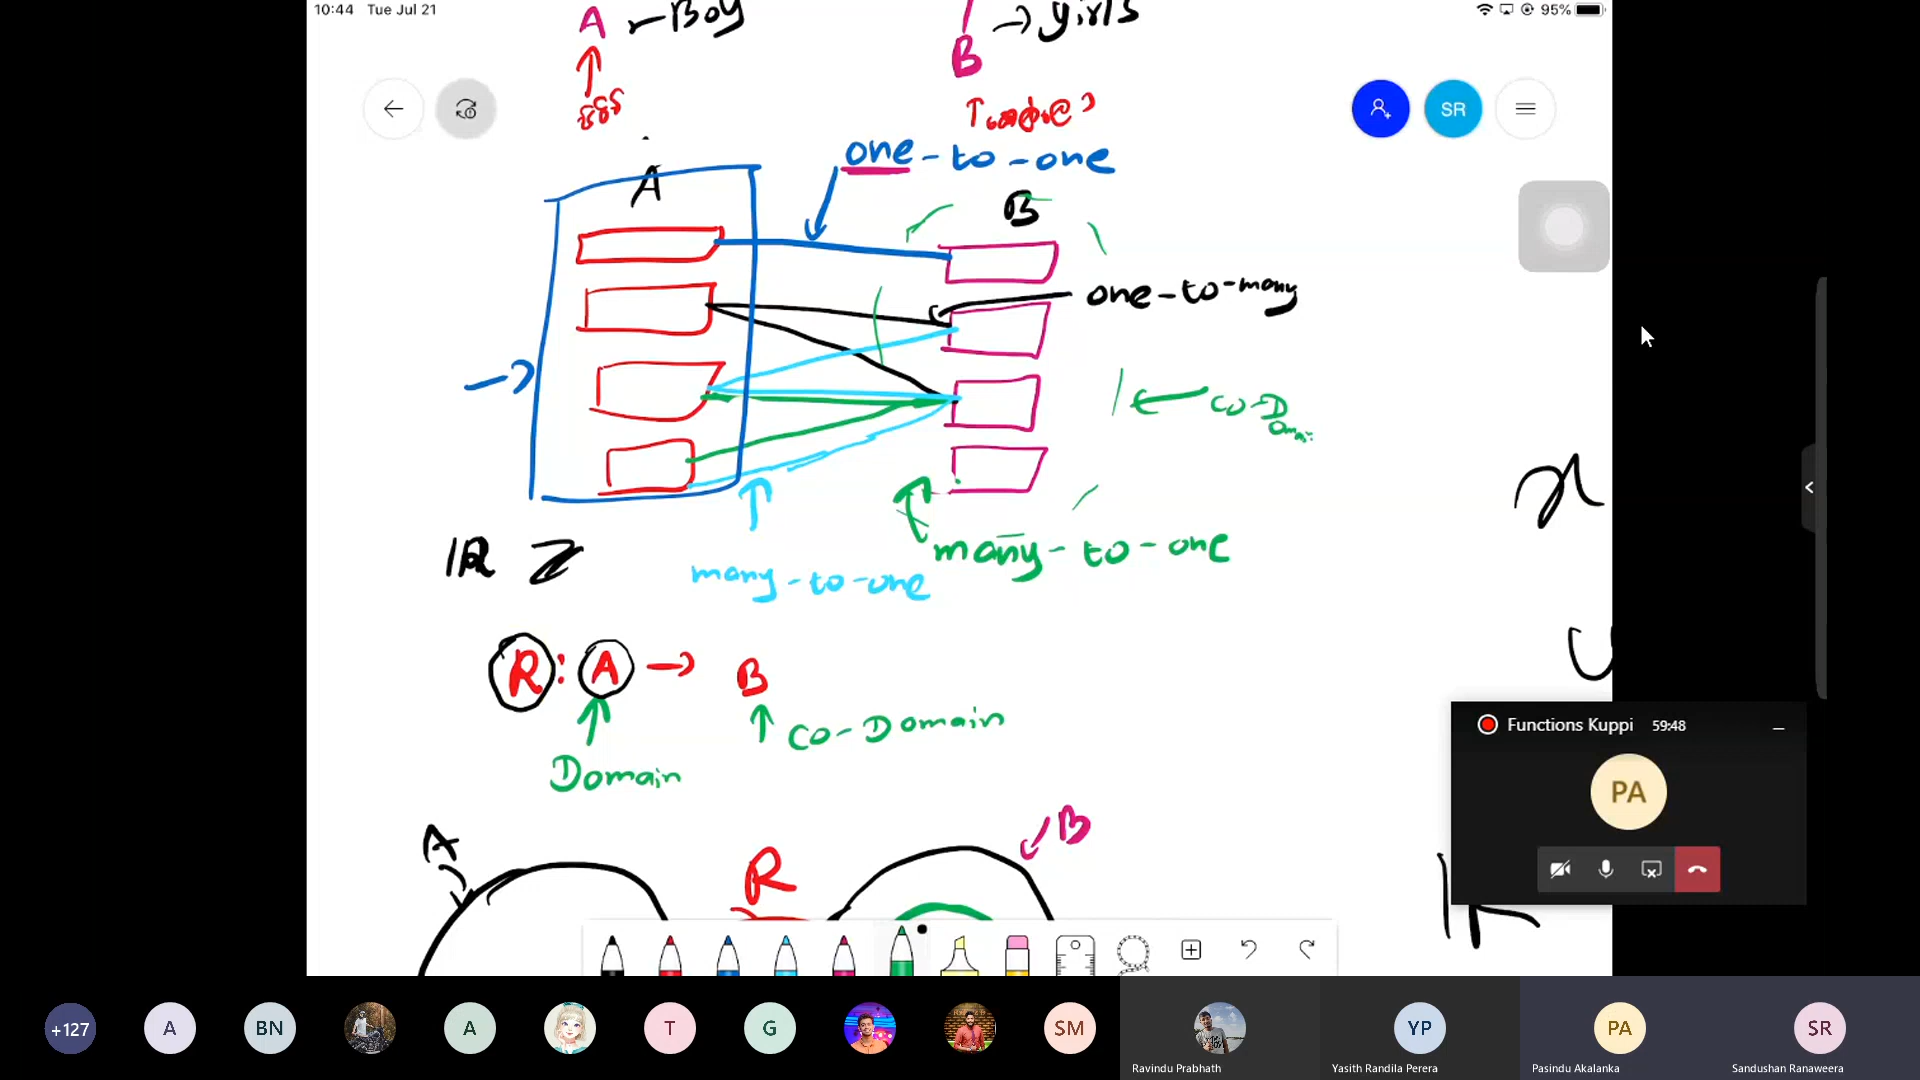 10:44 Tue Jul 21
95%
A Boy
girls
B
SR
one-to-one
A
B
one-to-many
co-Domain
many-to-one
many-to-one
IR Z
x
R : A → B
Domain
co-Domain
A
R
B
Functions Kuppi 59:48
PA
+127
A
BN
A
T
G
SM
YP
PA
SR
Ravindu Prabhath
Yasith Randila Perera
Pasindu Akalanka
Sandushan Ranaweera